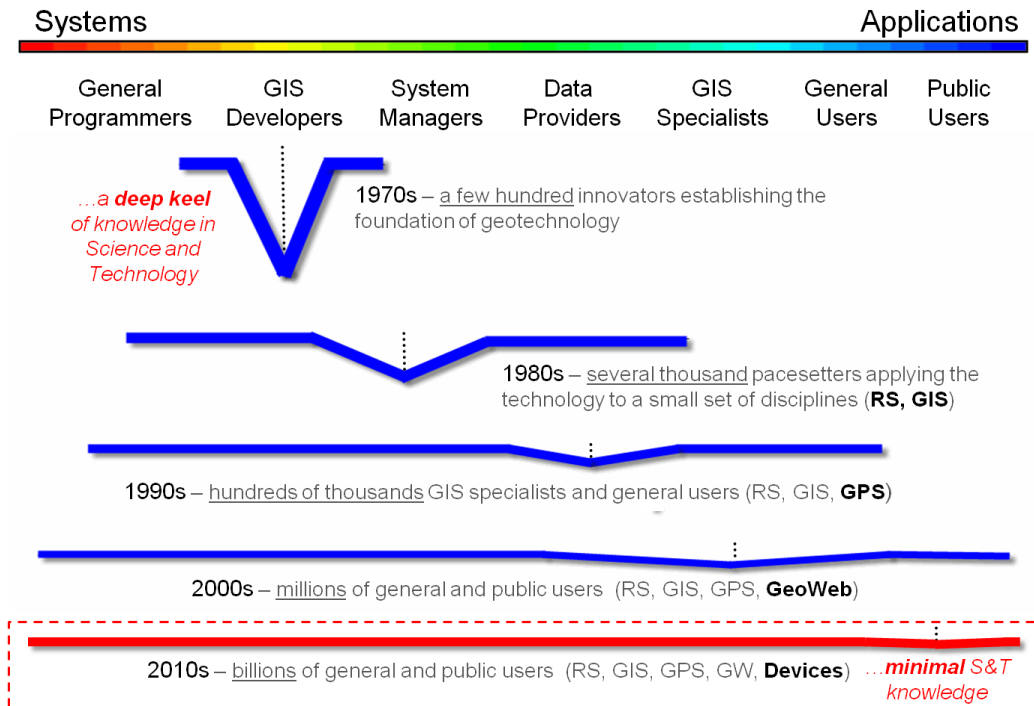 Systems
Applications
General
Programmers
GIS
Developers
System
Managers
Data
Providers
GIS
Specialists
General
Users
Public
Users
…a deep keel
of knowledge in
Science and
Technology
1970s – a few hundred innovators establishing the
foundation of geotechnology
1980s – several thousand pacesetters applying the
technology to a small set of disciplines (RS, GIS)
1990s – hundreds of thousands GIS specialists and general users (RS, GIS, GPS)
2000s – millions of general and public users (RS, GIS, GPS, GeoWeb)
2010s – billions of general and public users (RS, GIS, GPS, GW, Devices)
…minimal S&T
knowledge